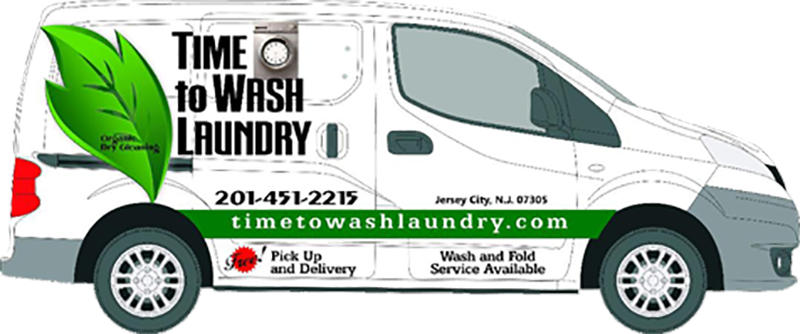 TIME
to WASH
LAUNDRY
Organic
Dry Cleaning
201-451-2215
Jersey City, N.J. 07305
timetowashlaundry.com
Free! Pick Up
and Delivery
Wash and Fold
Service Available